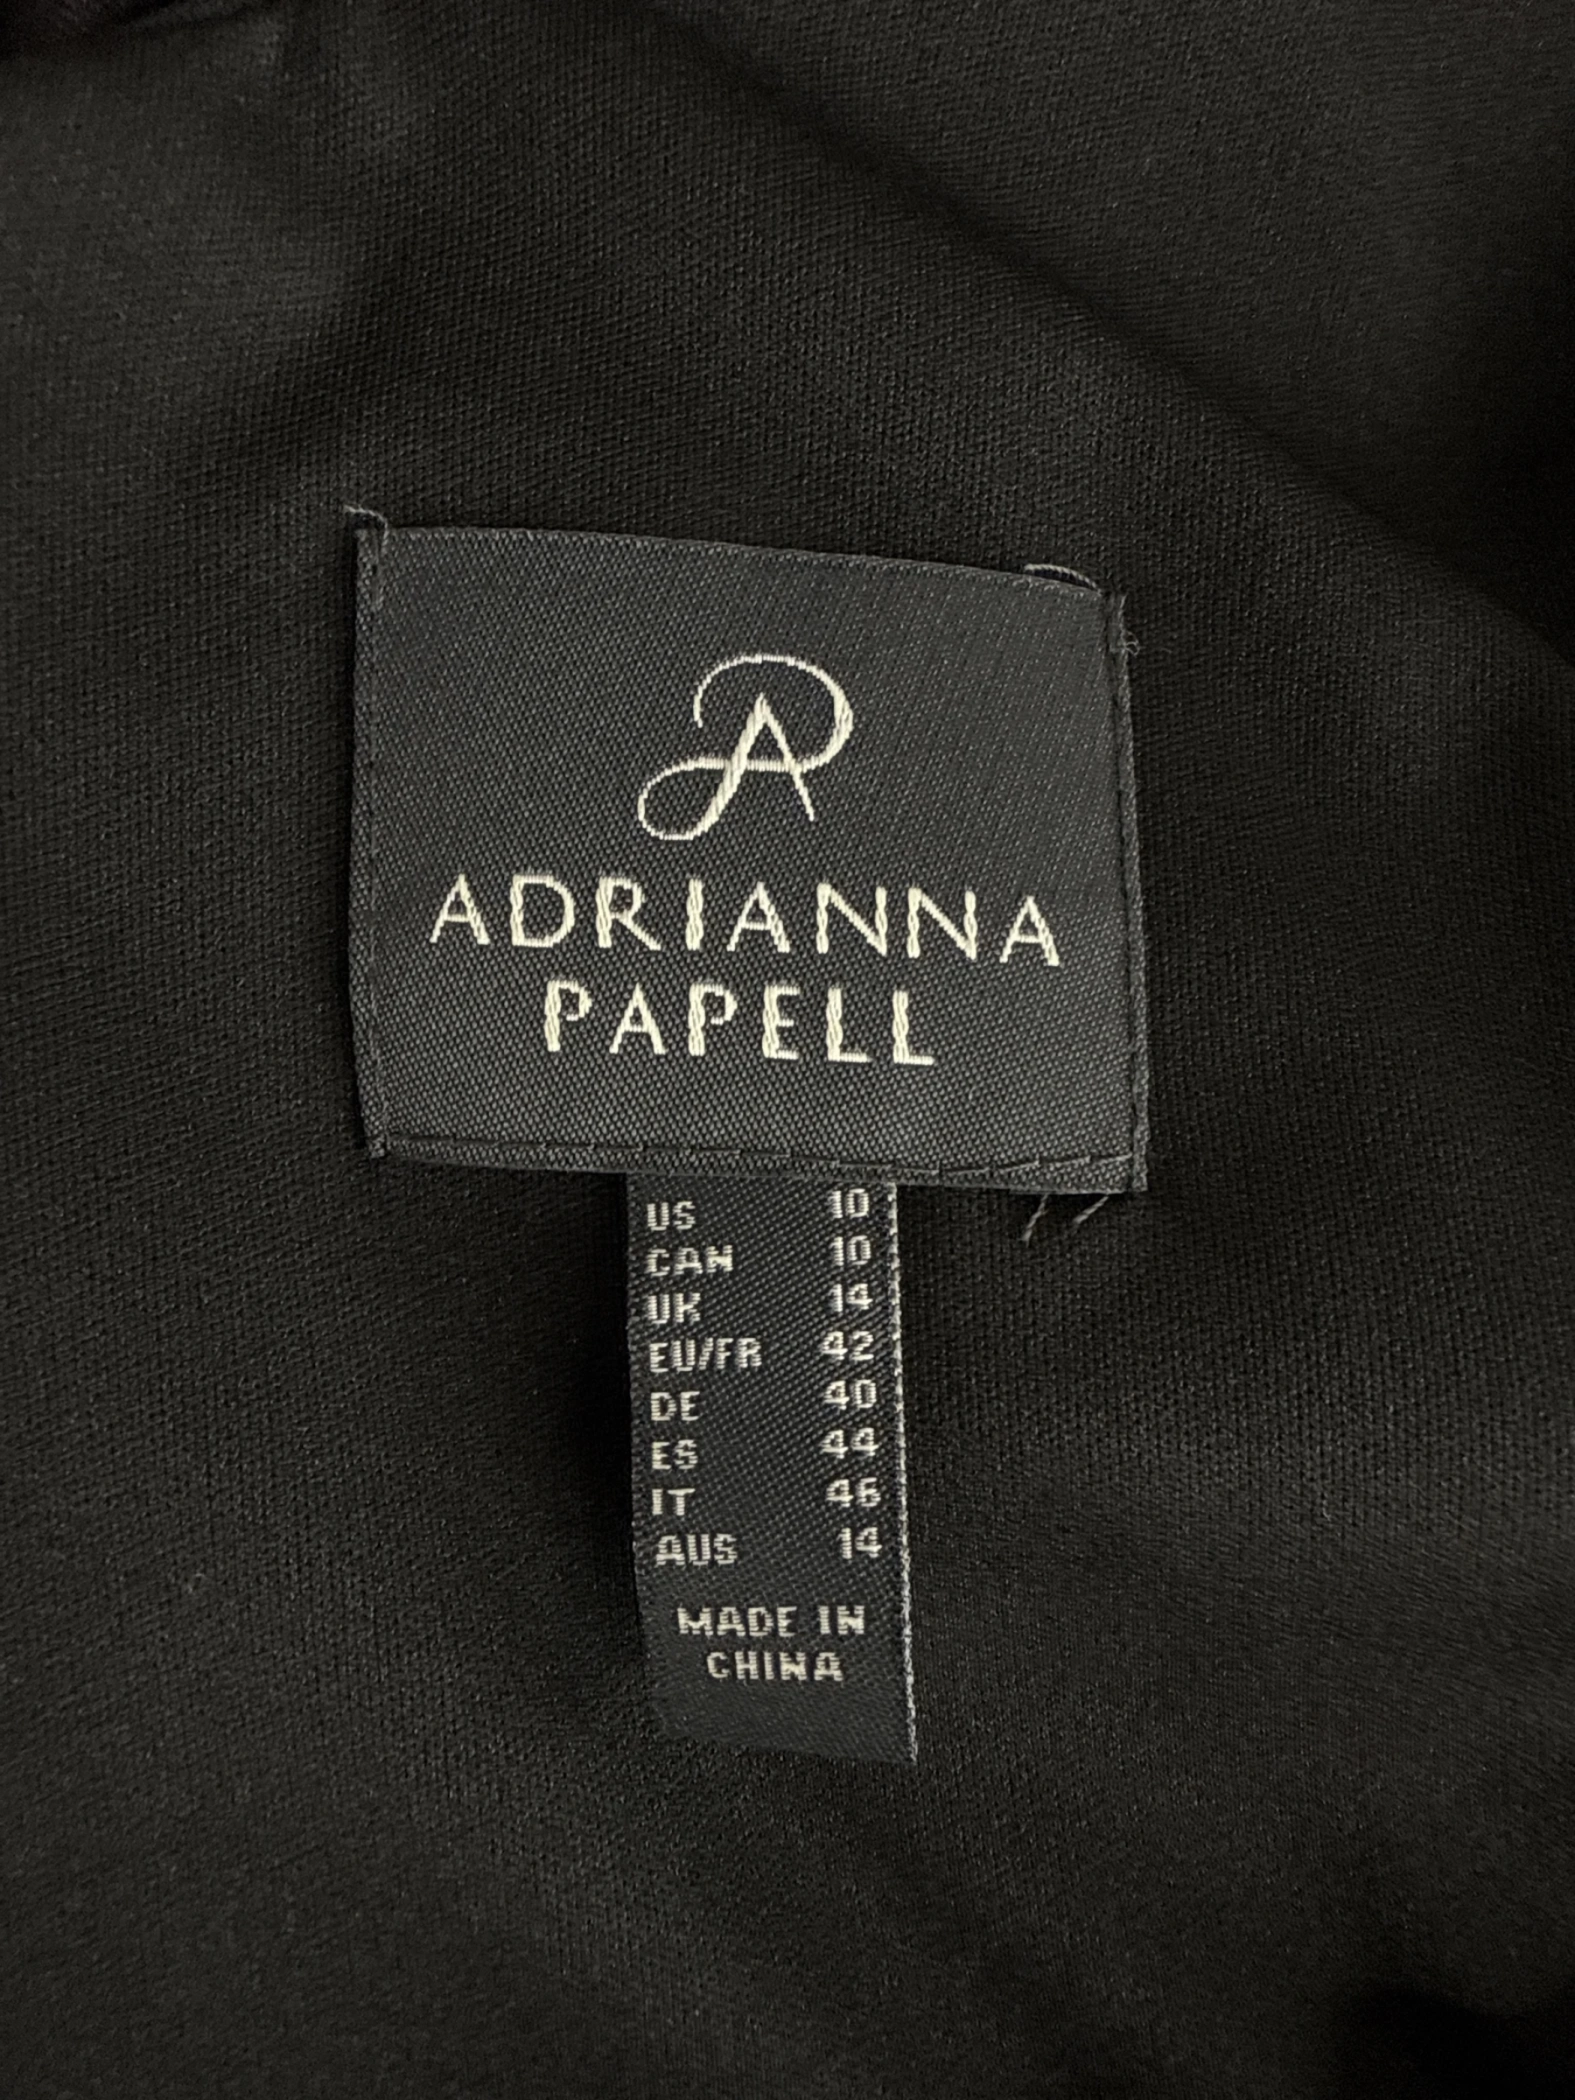 ADRIANNA
PAPELL
US 10
CAN 10
UK 14
EU/FR 42
DE 40
ES 44
IT 46
AUS 14
MADE IN
CHINA